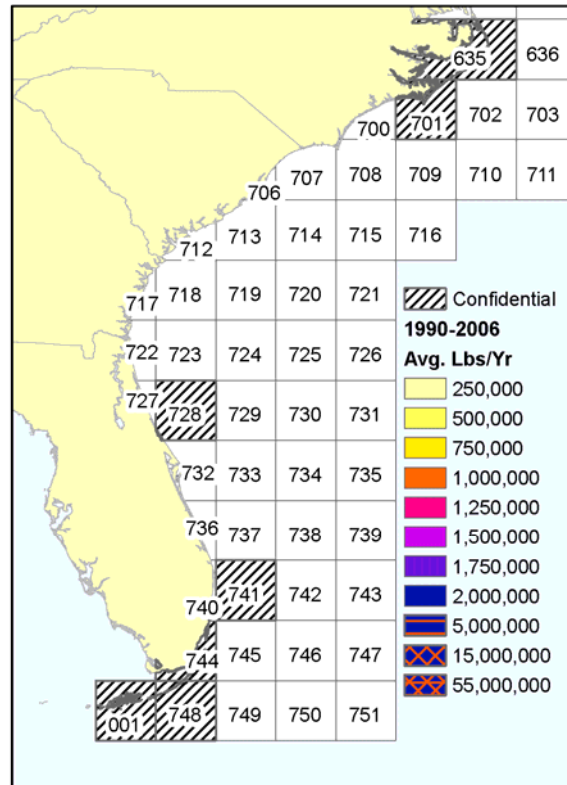 635 636
700 701 702 703
706 707 708 709 710 711
712 713 714 715 716
717 718 719 720 721
722 723 724 725 726
727 728 729 730 731
732 733 734 735
736 737 738 739
740 741 742 743
744 745 746 747
001 748 749 750 751
Confidential
1990-2006
Avg. Lbs/Yr
250,000
500,000
750,000
1,000,000
1,250,000
1,500,000
1,750,000
2,000,000
5,000,000
15,000,000
55,000,000